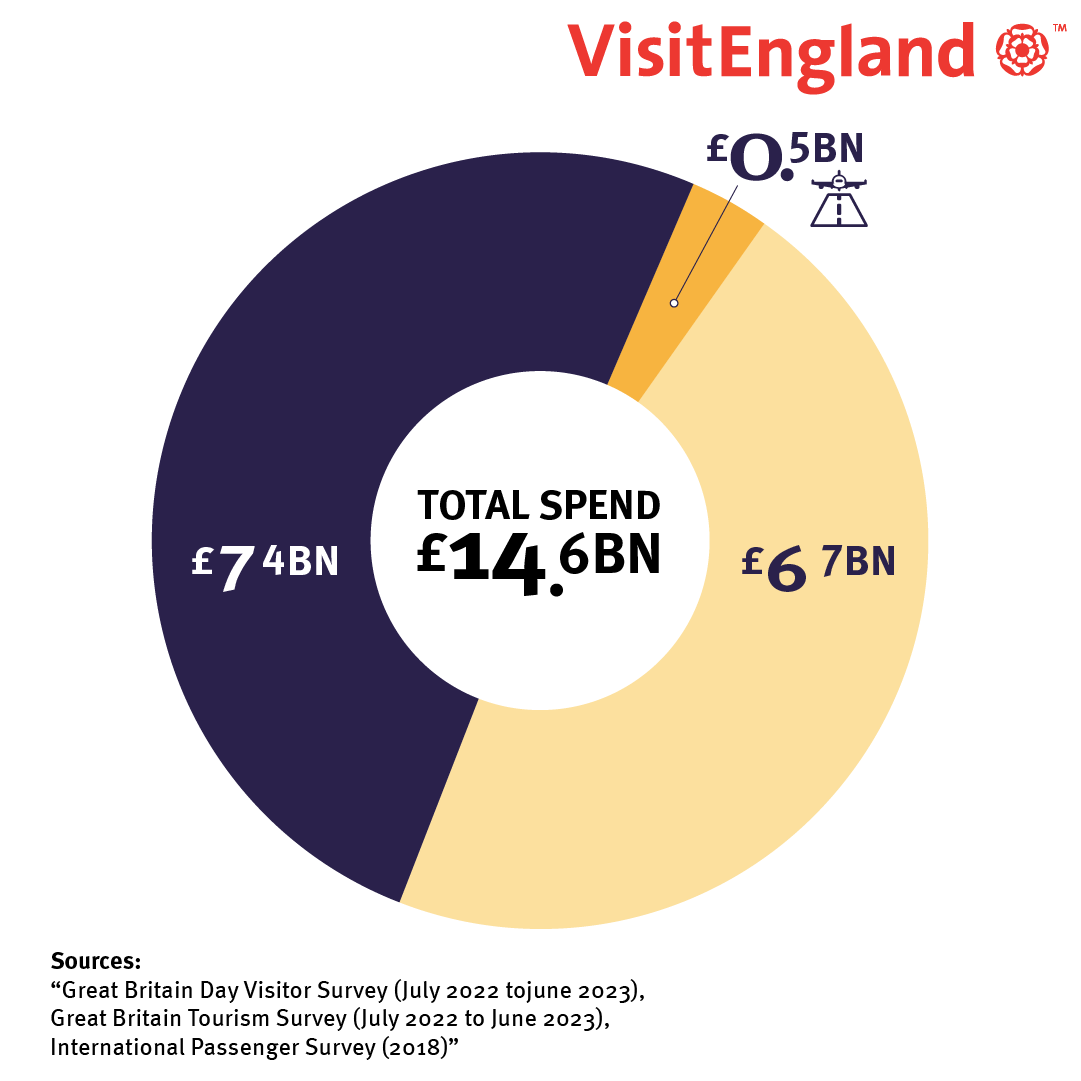 VisitEngland ™
£0.5BN
TOTAL SPEND
£14.6BN
£7 4BN
£6 7BN
Sources:
“Great Britain Day Visitor Survey (July 2022 tojune 2023),
Great Britain Tourism Survey (July 2022 to June 2023),
International Passenger Survey (2018)”